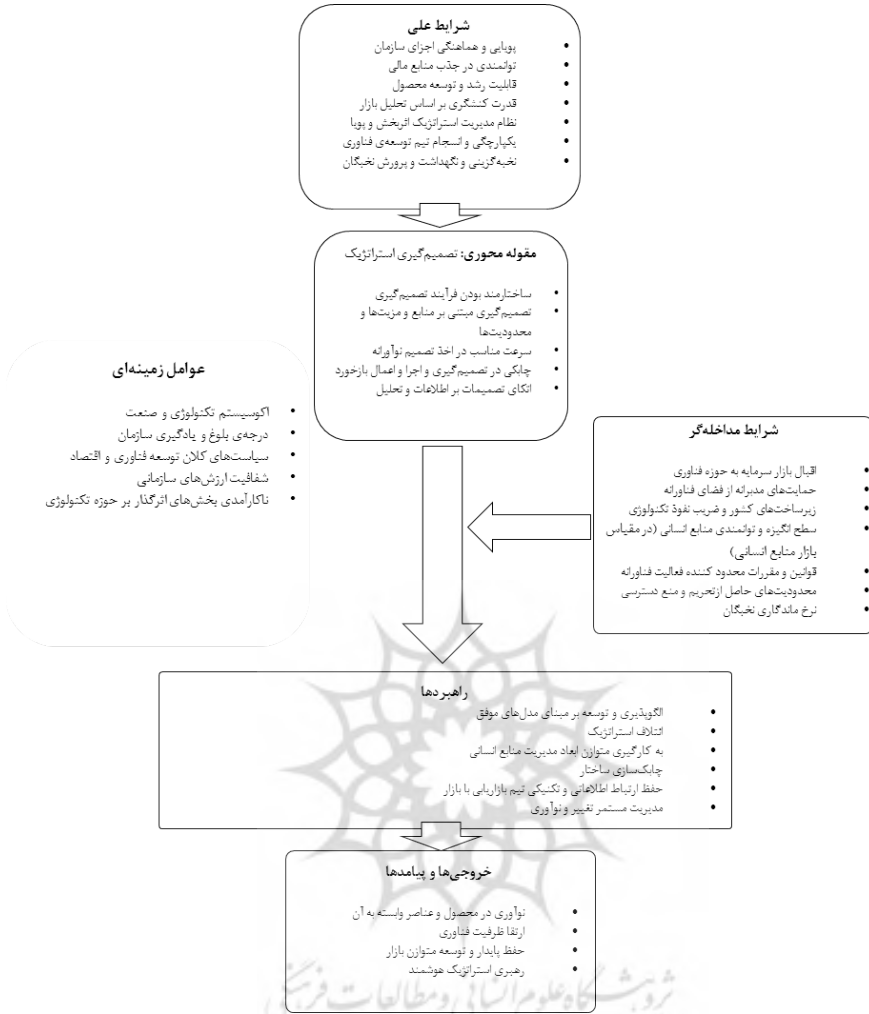 شرایط علی
• پویایی و هماهنگی اجزای سازمان
• توانمندی در جذب منابع مالی
• قابلیت رشد و توسعه محصول
• قدرت کنشگری بر اساس تحلیل بازار
• نظام مدیریت استراتژیک اثربخش و پویا
• یکپارچگی و انسجام تیم توسعه‌ی فناوری
• نخبه‌گزینی و نگهداشت و پرورش نخبگان
مقوله محوری: تصمیم‌گیری استراتژیک
• ساختارمند بودن فرآیند تصمیم‌گیری
• تصمیم‌گیری مبتنی بر منابع و مزیت‌ها و
محدودیت‌ها
• سرعت مناسب در اخذ تصمیم نوآورانه
• چابکی در تصمیم‌گیری و اجرا و اعمال بازخورد
• اتکای تصمیمات بر اطلاعات و تحلیل
عوامل زمینه‌ای
• اکوسیستم تکنولوژی و صنعت
• درجه‌ی بلوغ و یادگیری سازمان
• سیاست‌های کلان توسعه فناوری و اقتصاد
• شفافیت ارزش‌های سازمانی
• ناکارآمدی بخش‌های اثرگذار بر حوزه تکنولوژی
شرایط مداخله‌گر
• اقبال بازار سرمایه به حوزه فناوری
• حمایت‌های مدبرانه از فضای فناورانه
• زیرساخت‌های کشور و ضریب نفوذ تکنولوژی
• سطح انگیزه و توانمندی منابع انسانی (در مقیاس
بازار منابع انسانی)
• قوانین و مقررات محدود کننده فعالیت فناورانه
• محدودیت‌های حاصل ازتحریم و منع دسترسی
• نرخ ماندگاری نخبگان
راهبردها
• الگوپذیری و توسعه بر مبنای مدل‌های موفق
• ائتلاف استراتژیک
• به کارگیری متوازن ابعاد مدیریت منابع انسانی
• چابک‌سازی ساختار
• حفظ ارتباط اطلاعاتی و تکنیکی تیم بازاریابی با بازار
• مدیریت مستمر تغییر و نوآوری
خروجی‌ها و پیامدها
• نوآوری در محصول و عناصر وابسته به آن
• ارتقا ظرفیت فناوری
• حفظ پایدار و توسعه متوازن بازار
• رهبری استراتژیک هوشمند
پژوهشگاه علوم انسانی و مطالعات فرهنگی